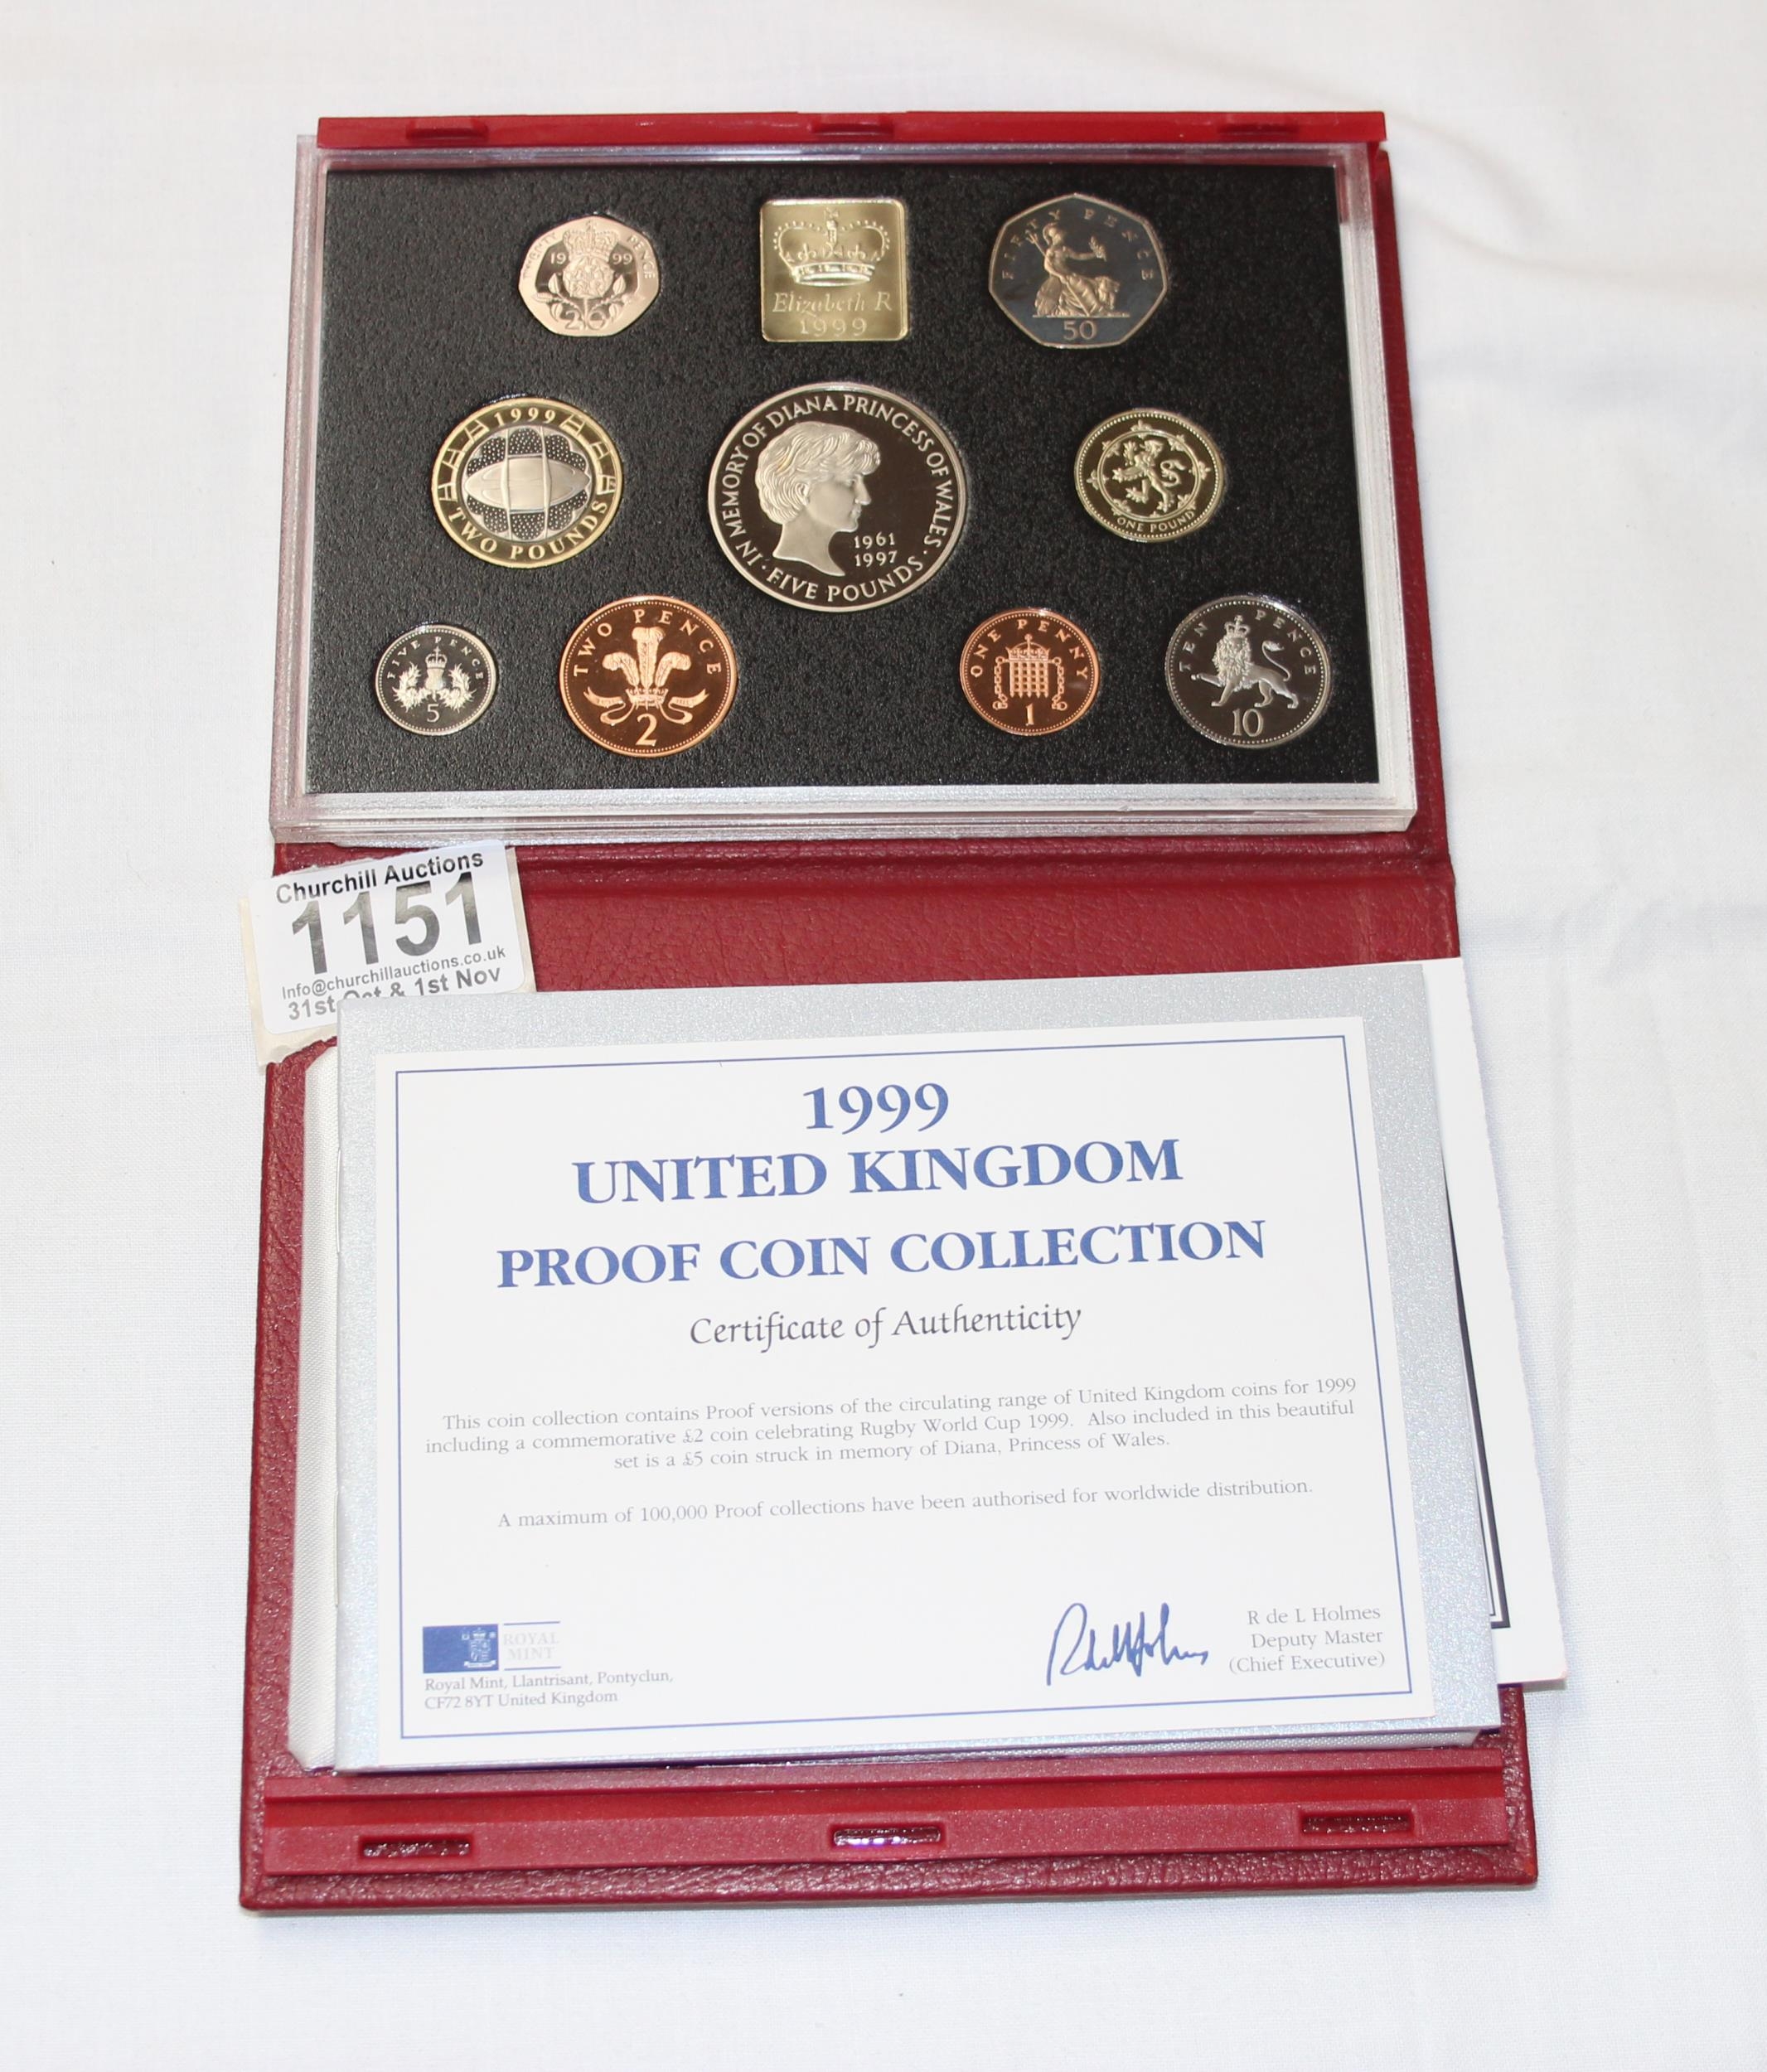 TWENTY PENCE
19 99
20
Elizabeth R
1999
FIFTY PENCE
50
1999
TWO POUNDS
IN MEMORY OF DIANA PRINCESS OF WALES · FIVE POUNDS ·
1961
1997
ONE POUND
FIVE PENCE
5
TWO PENCE
2
ONE PENNY
1
TEN PENCE
10
Churchill Auctions
1151
Info@churchillauctions.co.uk
31st Oct & 1st Nov
1999
UNITED KINGDOM
PROOF COIN COLLECTION
Certificate of Authenticity
This coin collection contains Proof versions of the circulating range of United Kingdom coins for 1999
including a commemorative £2 coin celebrating Rugby World Cup 1999. Also included in this beautiful
set is a £5 coin struck in memory of Diana, Princess of Wales.
A maximum of 100,000 Proof collections have been authorised for worldwide distribution.
ROYAL
MINT
Royal Mint, Llantrisant, Pontyclun,
CF72 8YT United Kingdom
R de L Holmes
Deputy Master
(Chief Executive)